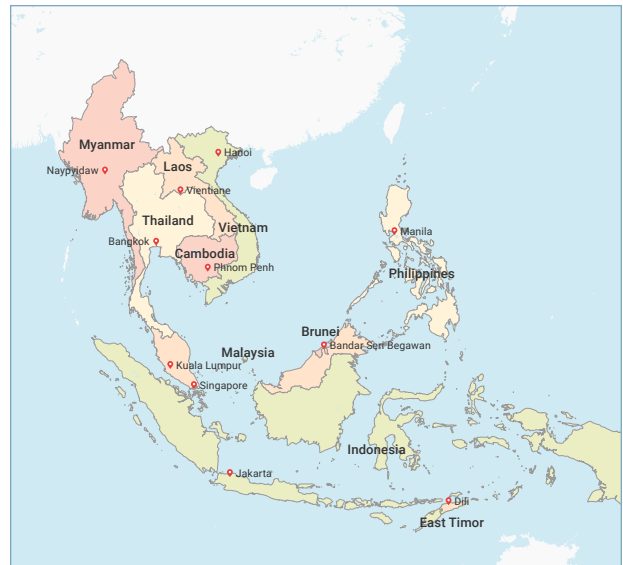 Myanmar
Hanoi
Laos
Naypyidaw
Vientiane
Thailand
Vietnam
Manila
Bangkok
Cambodia
Phnom Penh
Philippines
Brunei
Bandar Seri Begawan
Malaysia
Kuala Lumpur
Singapore
Indonesia
Jakarta
Dili
East Timor